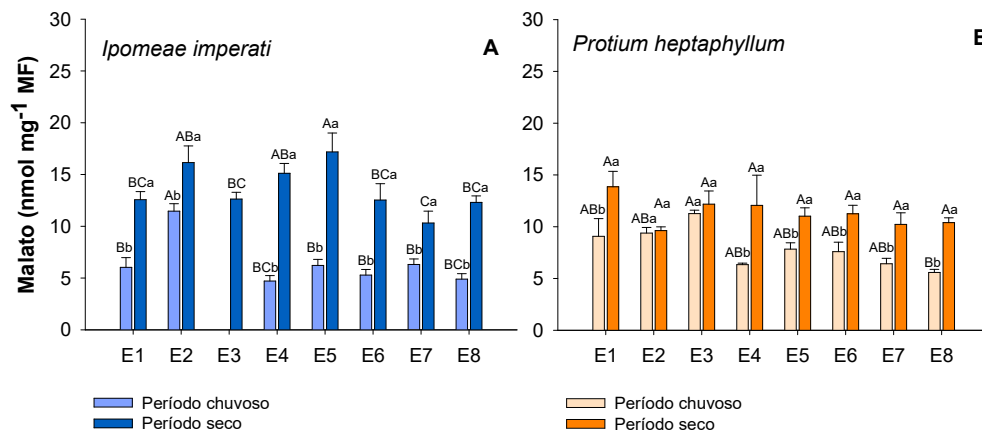 Malato (nmol mg-1 MF)
30
25
20
15
10
5
0
Ipomeae imperati
A
Bb
BCa
Ab
ABa
BC
BCb
ABa
Bb
Aa
Bb
BCa
Bb
Ca
BCb
BCa
E1 E2 E3 E4 E5 E6 E7 E8
Período chuvoso
Período seco
30
25
20
15
10
5
0
Protium heptaphyllum
ABb
Aa
ABa
Aa
Aa
Aa
ABb
Aa
ABb
Aa
ABb
Aa
ABb
Aa
Bb
Aa
E1 E2 E3 E4 E5 E6 E7 E8
Período chuvoso
Período seco